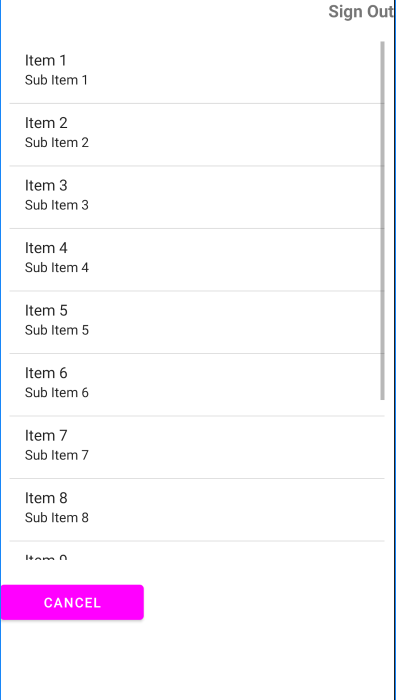 Sign Out
Item 1
Sub Item 1
Item 2
Sub Item 2
Item 3
Sub Item 3
Item 4
Sub Item 4
Item 5
Sub Item 5
Item 6
Sub Item 6
Item 7
Sub Item 7
Item 8
Sub Item 8
Item 9
CANCEL